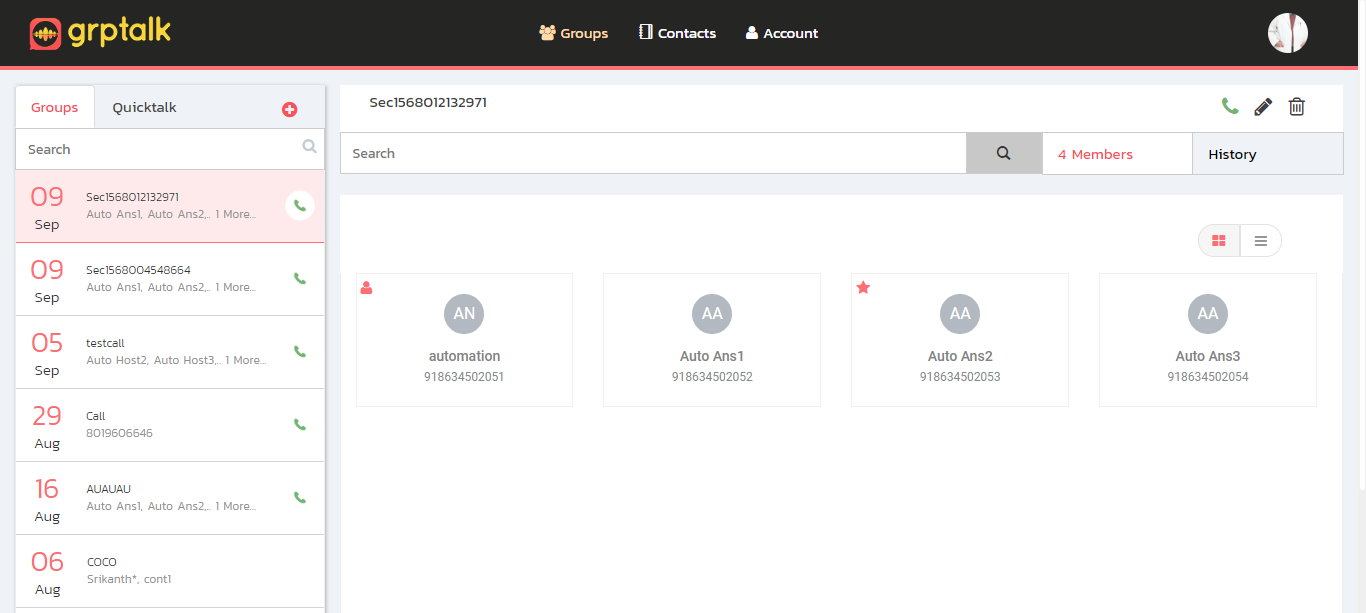 grptalk
Groups
Contacts
Account
Groups
Quicktalk
Search
09
Sep
Sec1568012132971
Auto Ans1, Auto Ans2,.. 1 More...
09
Sep
Sec1568004548664
Auto Ans1, Auto Ans2,.. 1 More...
05
Sep
testcall
Auto Host2, Auto Host3,.. 1 More...
29
Aug
Call
8019606646
16
Aug
AUAUAU
Auto Ans1, Auto Ans2,.. 1 More...
06
Aug
COCO
Srikanth*, cont1
Sec1568012132971
Search
4 Members
History
AN
automation
918634502051
AA
Auto Ans1
918634502052
AA
Auto Ans2
918634502053
AA
Auto Ans3
918634502054